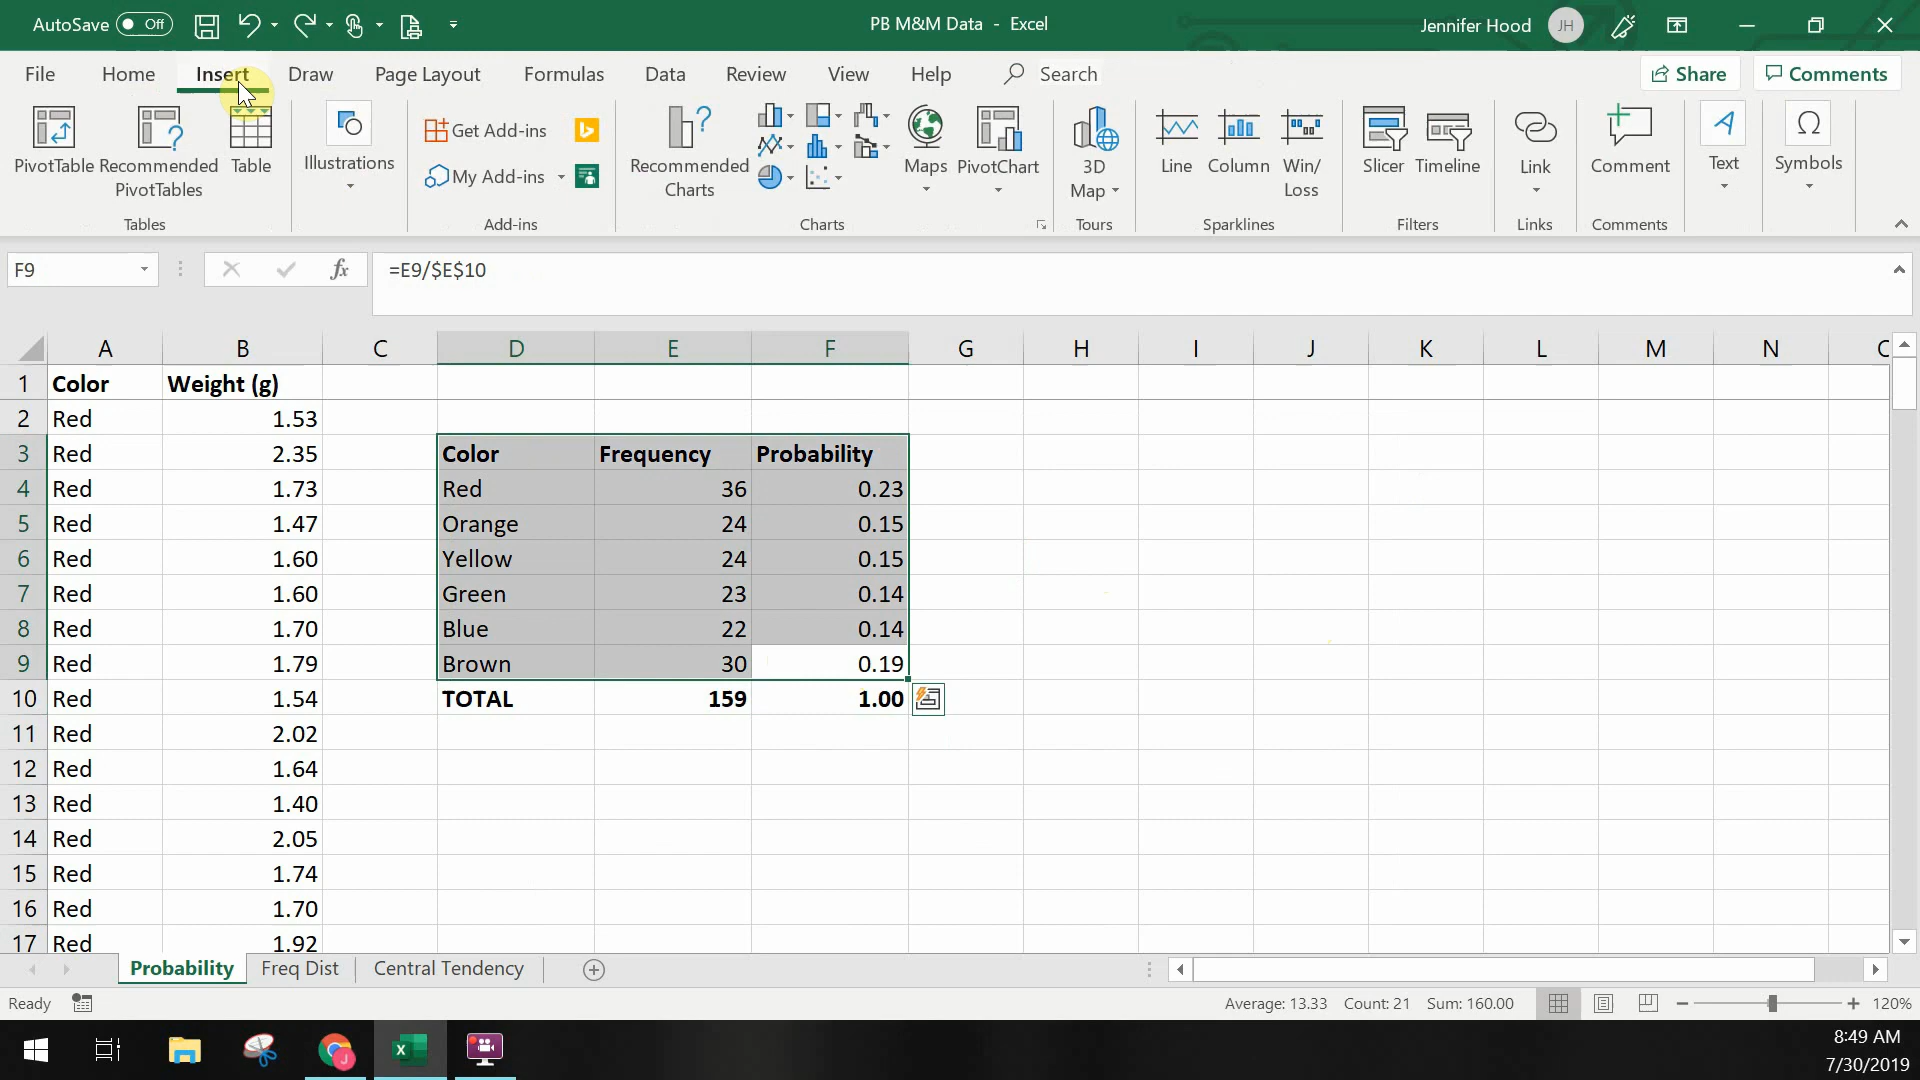 AutoSave Off PB M&M Data - Excel Jennifer Hood JH
File Home Insert Draw Page Layout Formulas Data Review View Help Search Share Comments
PivotTable Recommended PivotTables Table Illustrations Get Add-ins My Add-ins Recommended Charts Maps PivotChart 3D Map Line Column Win/Loss Slicer Timeline Link Comment Text Symbols
Tables Add-ins Charts Tours Sparklines Filters Links Comments
F9 fx =E9/$E$10
A B C D E F G H I J K L M N
1 Color Weight (g)
2 Red 1.53
3 Red 2.35 Color Frequency Probability
4 Red 1.73 Red 36 0.23
5 Red 1.47 Orange 24 0.15
6 Red 1.60 Yellow 24 0.15
7 Red 1.60 Green 23 0.14
8 Red 1.70 Blue 22 0.14
9 Red 1.79 Brown 30 0.19
10 Red 1.54 TOTAL 159 1.00
11 Red 2.02
12 Red 1.64
13 Red 1.40
14 Red 2.05
15 Red 1.74
16 Red 1.70
17 Red 1.92
Probability Freq Dist Central Tendency
Ready Average: 13.33 Count: 21 Sum: 160.00 120%
8:49 AM
7/30/2019